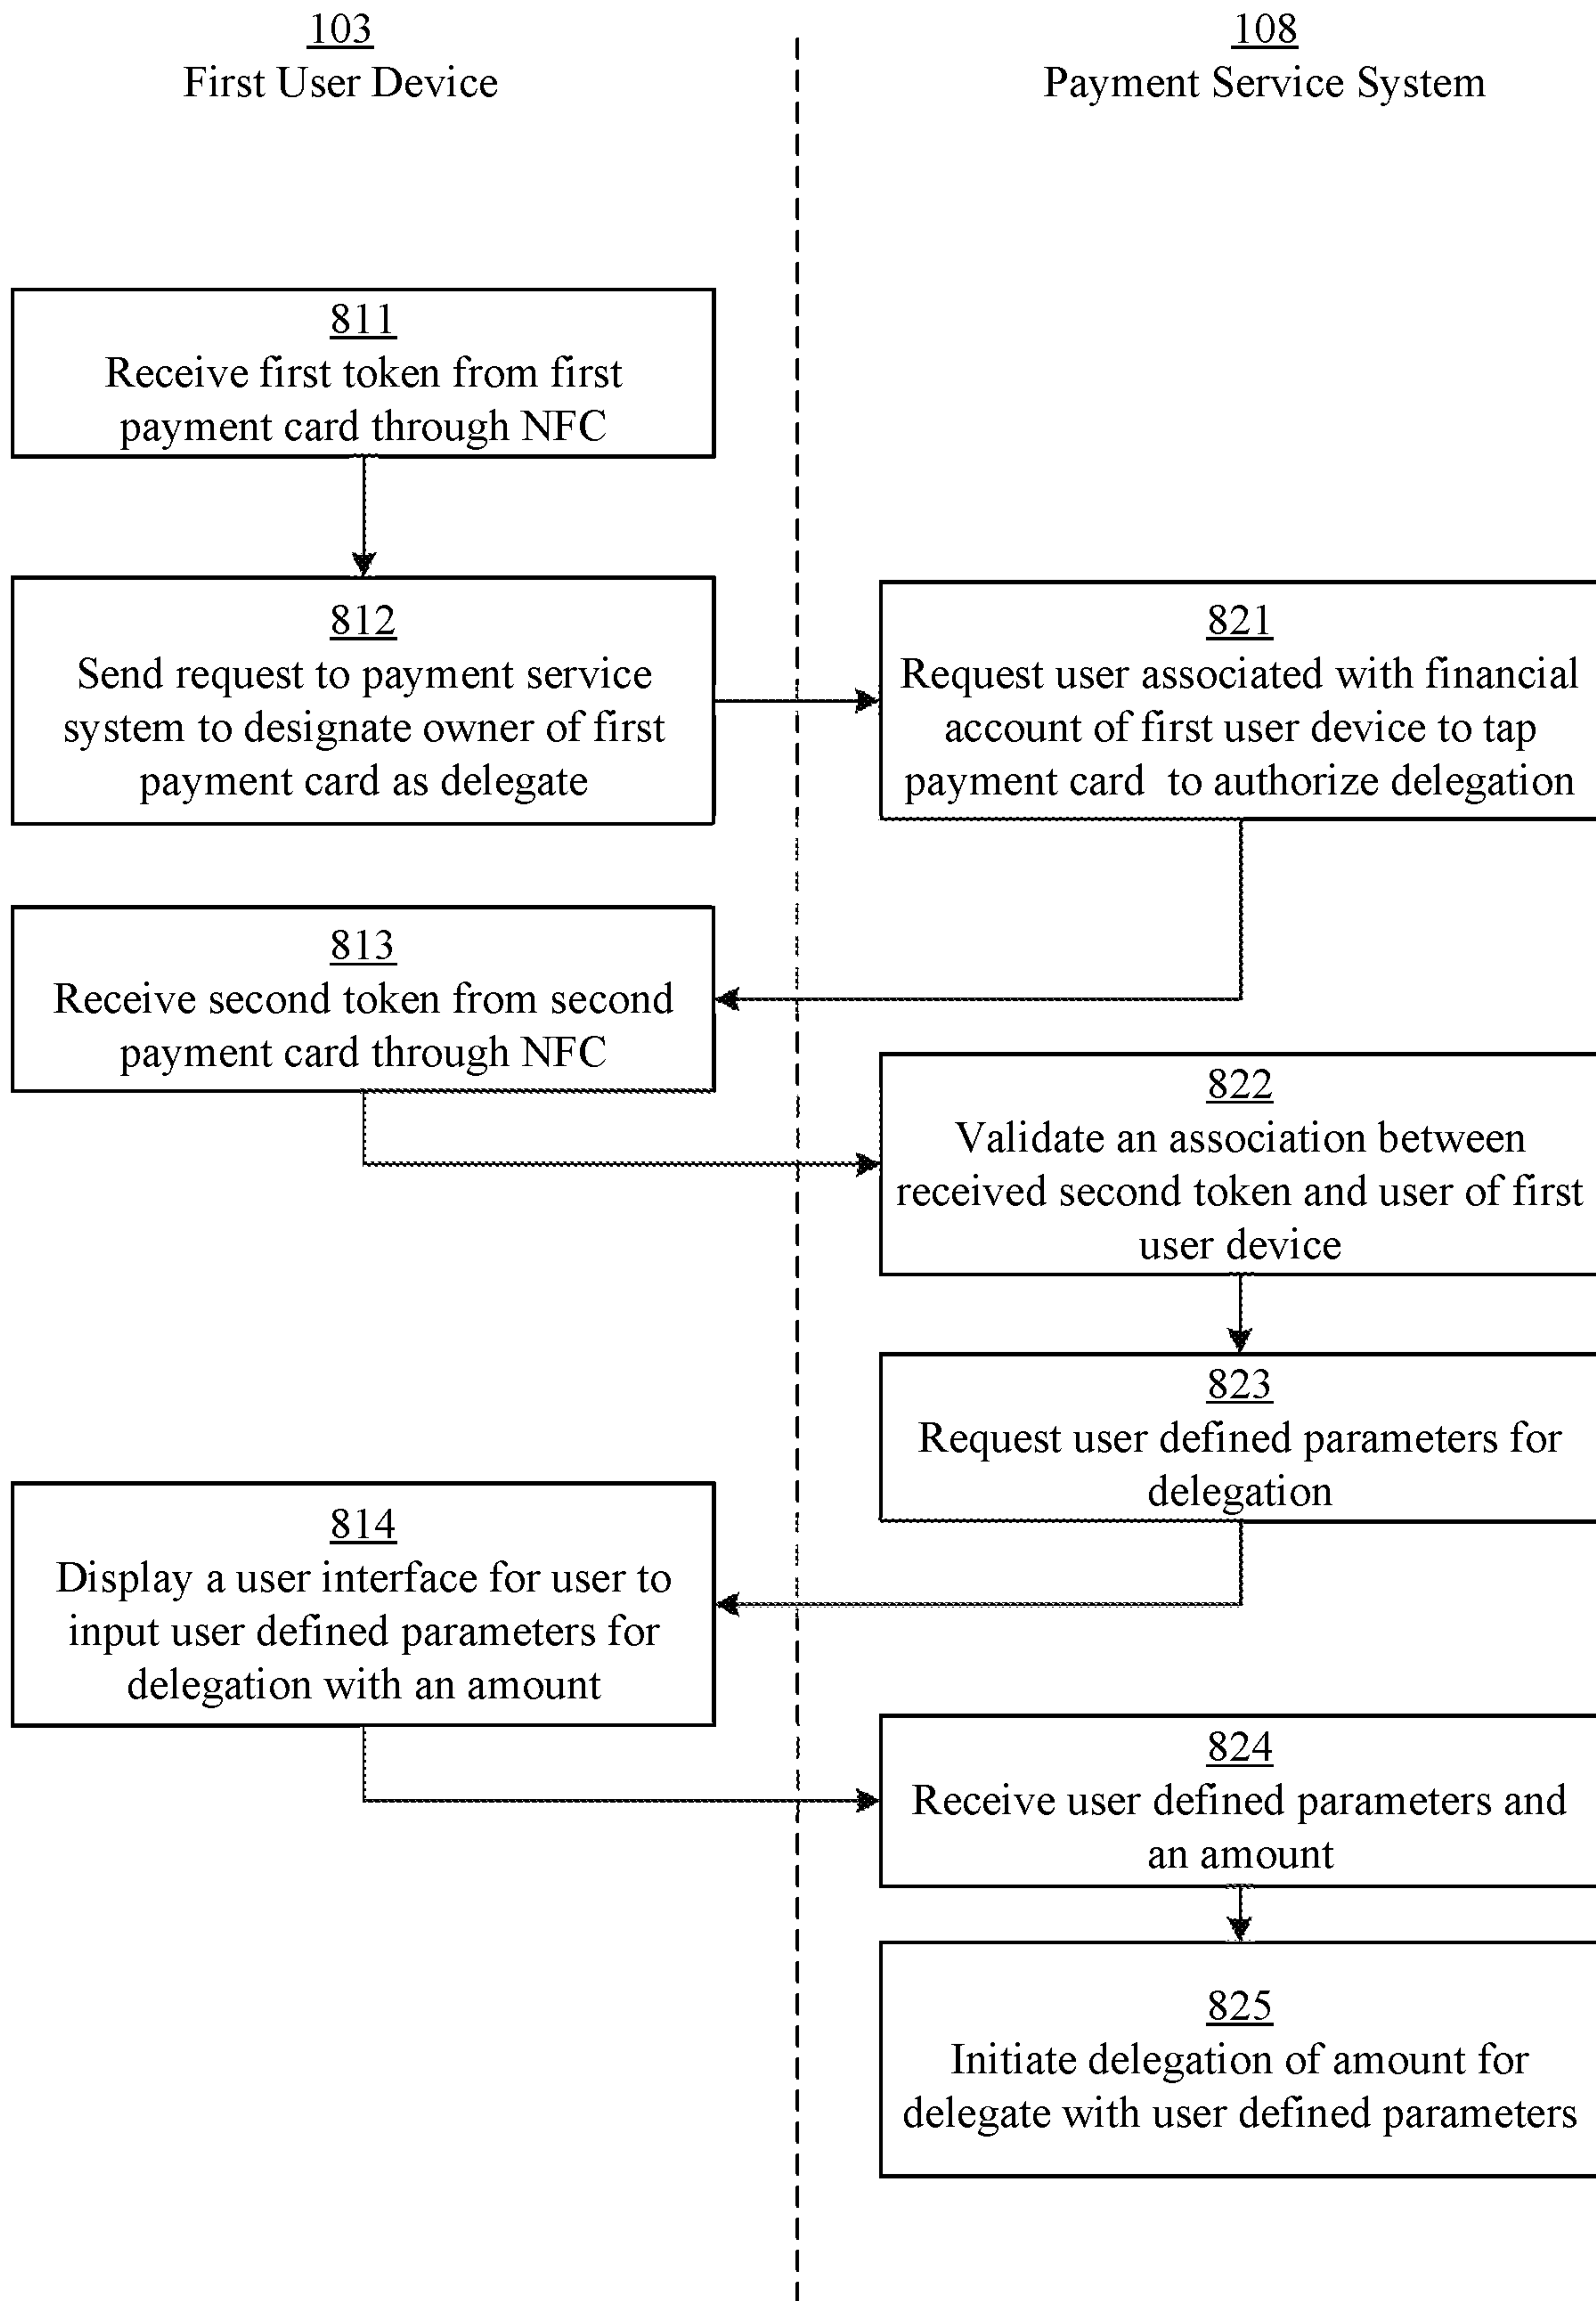 103
First User Device
108
Payment Service System
811
Receive first token from first
payment card through NFC
812
Send request to payment service
system to designate owner of first
payment card as delegate
821
Request user associated with financial
account of first user device to tap
payment card to authorize delegation
813
Receive second token from second
payment card through NFC
822
Validate an association between
received second token and user of first
user device
823
Request user defined parameters for
delegation
814
Display a user interface for user to
input user defined parameters for
delegation with an amount
824
Receive user defined parameters and
an amount
825
Initiate delegation of amount for
delegate with user defined parameters